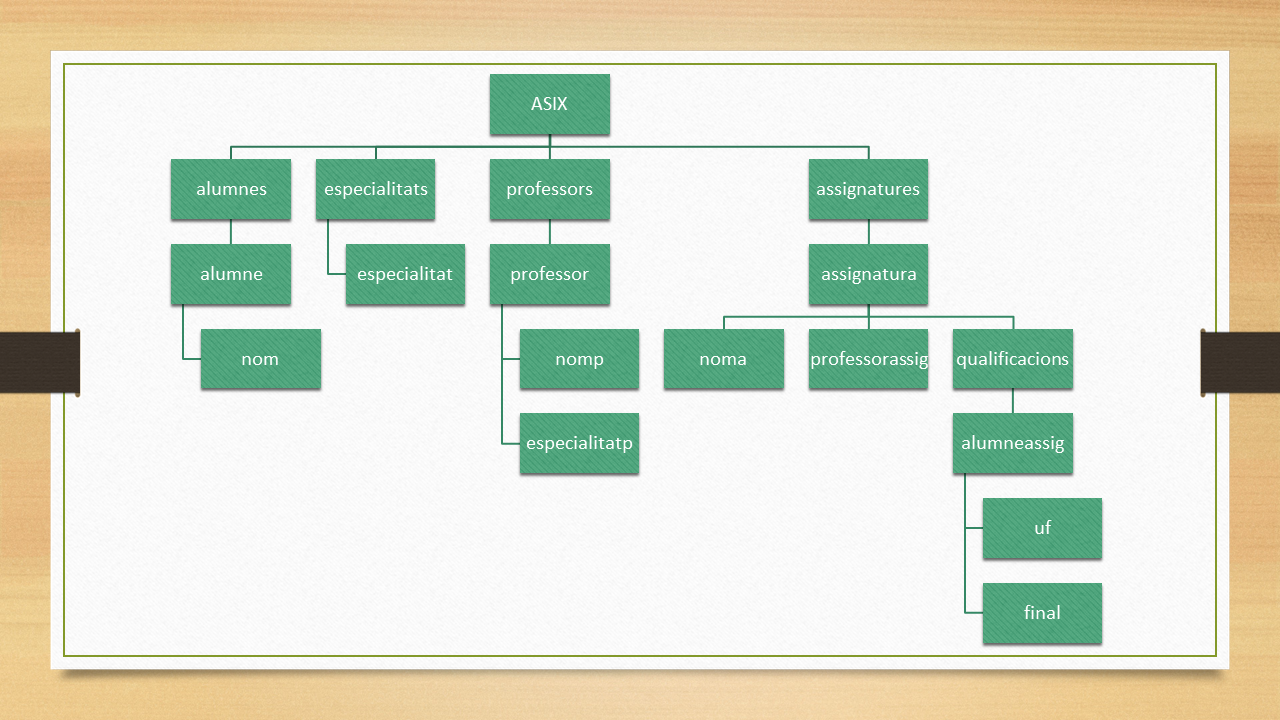 ASIX
alumnes
especialitats
professors
assignatures
alumne
especialitat
professor
assignatura
nom
nomp
noma
professorassig
qualificacions
especialitatp
alumneassig
uf
final